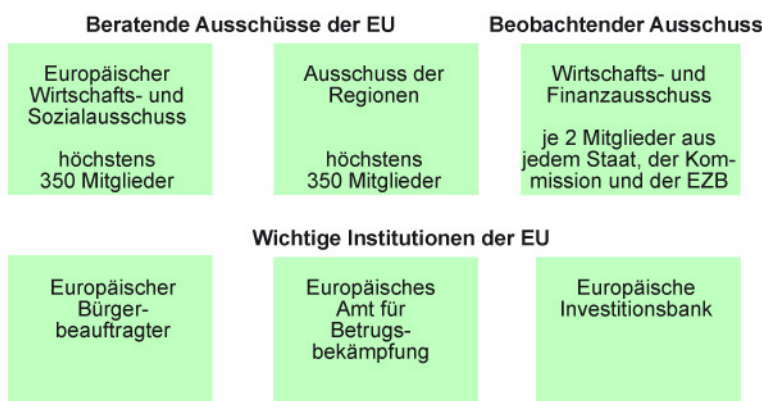 Beratende Ausschüsse der EU
Beobachtender Ausschuss
Europäischer
Wirtschafts- und
Sozialausschuss
höchstens
350 Mitglieder
Ausschuss der
Regionen
höchstens
350 Mitglieder
Wirtschafts- und
Finanzausschuss
je 2 Mitglieder aus
jedem Staat, der Kom-
mission und der EZB
Wichtige Institutionen der EU
Europäischer
Bürger-
beauftragter
Europäisches
Amt für
Betrugs-
bekämpfung
Europäische
Investitionsbank